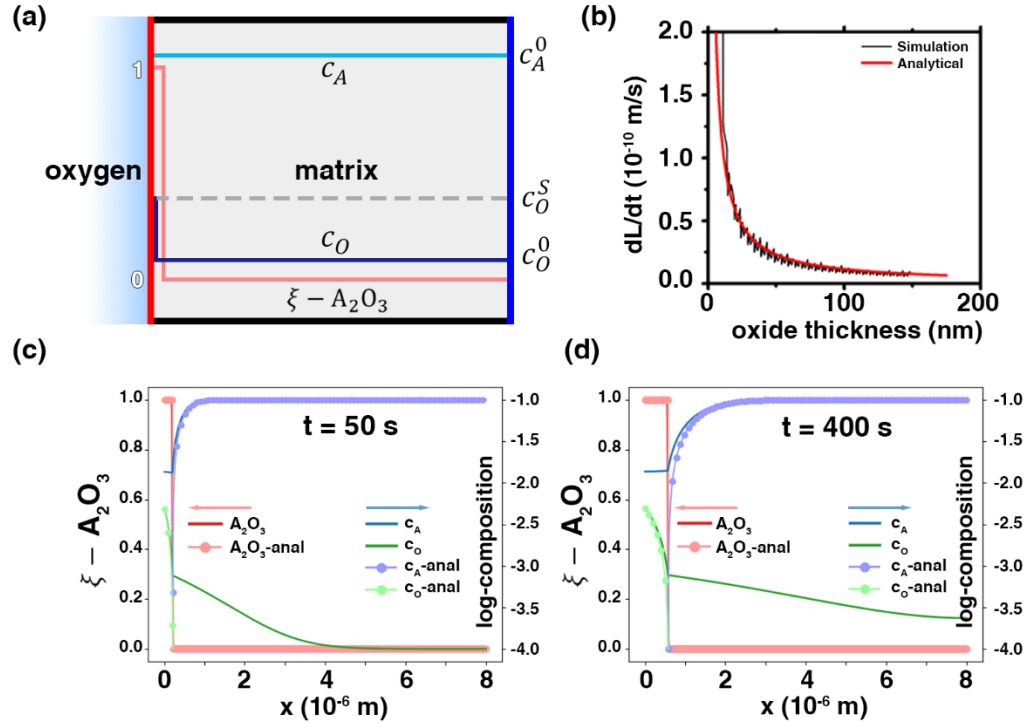 (a)
1
c_A
c_A^0
oxygen
matrix
c_O^S
c_O
c_O^0
0
ξ − A₂O₃
(b)
2.0
1.5
1.0
0.5
0.0
dL/dt (10⁻¹⁰ m/s)
Simulation
Analytical
0
100
200
oxide thickness (nm)
(c)
t = 50 s
1.0
0.8
0.6
0.4
0.2
0.0
ξ − A₂O₃
A₂O₃
A₂O₃-anal
c_A
c_O
c_A-anal
c_O-anal
-1.0
-1.5
-2.0
-2.5
-3.0
-3.5
-4.0
log-composition
0
2
4
6
8
x (10⁻⁶ m)
(d)
t = 400 s
1.0
0.8
0.6
0.4
0.2
0.0
ξ − A₂O₃
A₂O₃
A₂O₃-anal
c_A
c_O
c_A-anal
c_O-anal
-1.0
-1.5
-2.0
-2.5
-3.0
-3.5
-4.0
log-composition
0
2
4
6
8
x (10⁻⁶ m)